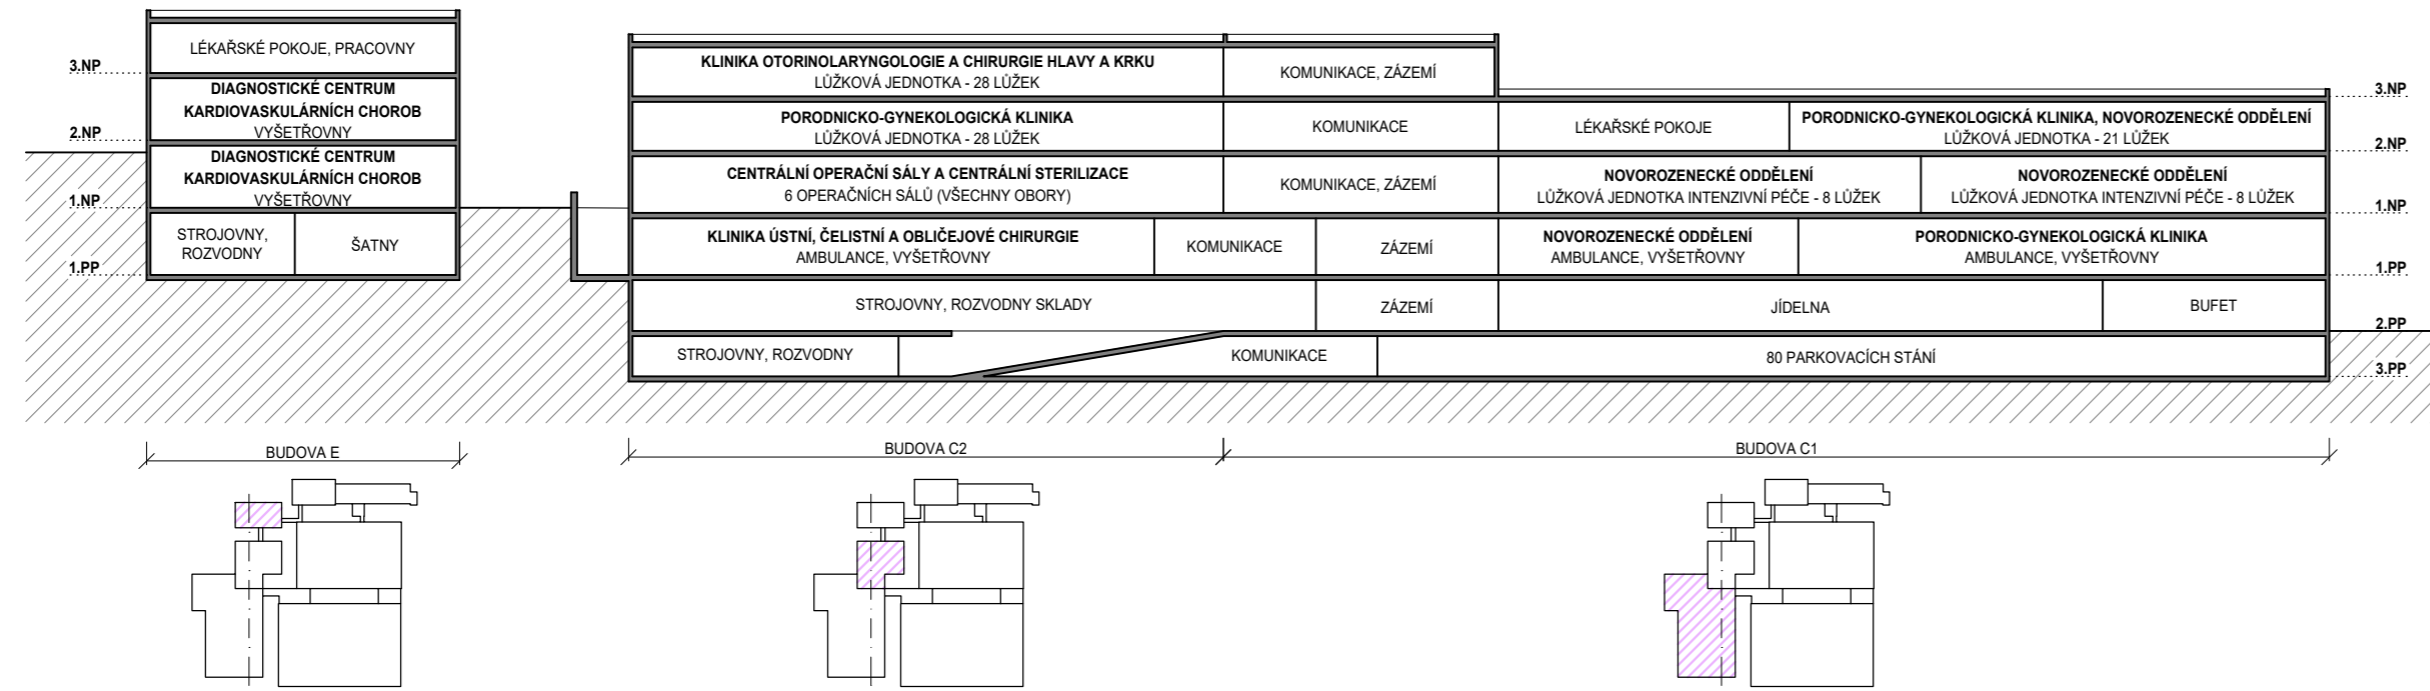 LÉKAŘSKÉ POKOJE, PRACOVNY
3.NP
DIAGNOSTICKÉ CENTRUM
KARDIOVASKULÁRNÍCH CHOROB
VYŠETŘOVNY
2.NP
DIAGNOSTICKÉ CENTRUM
KARDIOVASKULÁRNÍCH CHOROB
VYŠETŘOVNY
1.NP
STROJOVNY,
ROZVODNY
ŠATNY
1.PP
KLINIKA OTORINOLARYNGOLOGIE A CHIRURGIE HLAVY A KRKU
LŮŽKOVÁ JEDNOTKA - 28 LŮŽEK
KOMUNIKACE, ZÁZEMÍ
3.NP
PORODNICKO-GYNEKOLOGICKÁ KLINIKA
LŮŽKOVÁ JEDNOTKA - 28 LŮŽEK
KOMUNIKACE
LÉKAŘSKÉ POKOJE
PORODNICKO-GYNEKOLOGICKÁ KLINIKA, NOVOROZENECKÉ ODDĚLENÍ
LŮŽKOVÁ JEDNOTKA - 21 LŮŽEK
2.NP
CENTRÁLNÍ OPERAČNÍ SÁLY A CENTRÁLNÍ STERILIZACE
6 OPERAČNÍCH SÁLŮ (VŠECHNY OBORY)
KOMUNIKACE, ZÁZEMÍ
NOVOROZENECKÉ ODDĚLENÍ
LŮŽKOVÁ JEDNOTKA INTENZIVNÍ PÉČE - 8 LŮŽEK
NOVOROZENECKÉ ODDĚLENÍ
LŮŽKOVÁ JEDNOTKA INTENZIVNÍ PÉČE - 8 LŮŽEK
1.NP
KLINIKA ÚSTNÍ, ČELISTNÍ A OBLIČEJOVÉ CHIRURGIE
AMBULANCE, VYŠETŘOVNY
KOMUNIKACE
ZÁZEMÍ
NOVOROZENECKÉ ODDĚLENÍ
AMBULANCE, VYŠETŘOVNY
PORODNICKO-GYNEKOLOGICKÁ KLINIKA
AMBULANCE, VYŠETŘOVNY
1.PP
STROJOVNY, ROZVODNY SKLADY
ZÁZEMÍ
JÍDELNA
BUFET
2.PP
STROJOVNY, ROZVODNY
KOMUNIKACE
80 PARKOVACÍCH STÁNÍ
3.PP
BUDOVA E
BUDOVA C2
BUDOVA C1